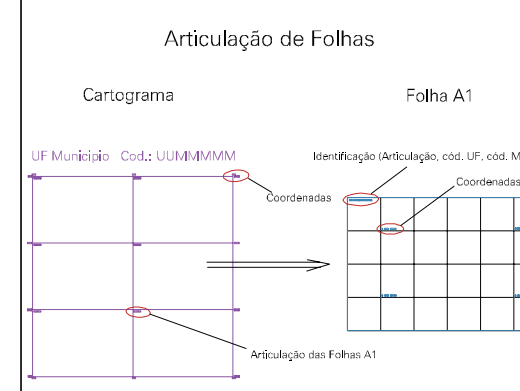 Articulação de Folhas
Cartograma
Folha A1
UF Municipio Cod.: UUMMMMM
Identificação (Articulação, cód. UF, cód. M
Coordenadas
Coordenadas
Articulação das Folhas A1